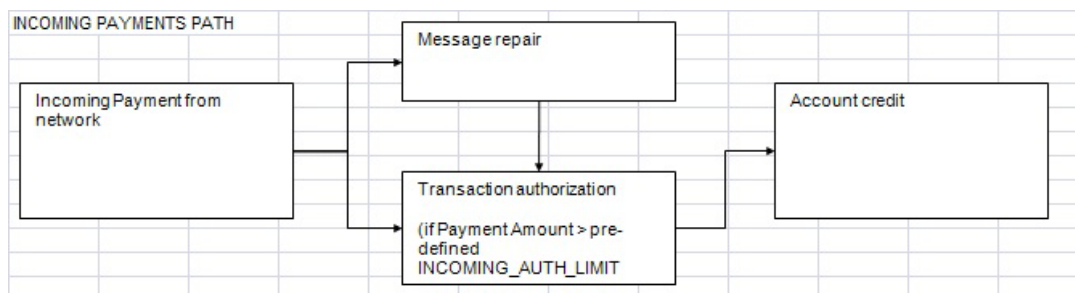 INCOMING PAYMENTS PATH
Message repair
Incoming Payment from
network
Account credit
Transaction authorization
(if Payment Amount > pre-
defined
INCOMING_AUTH_LIMIT